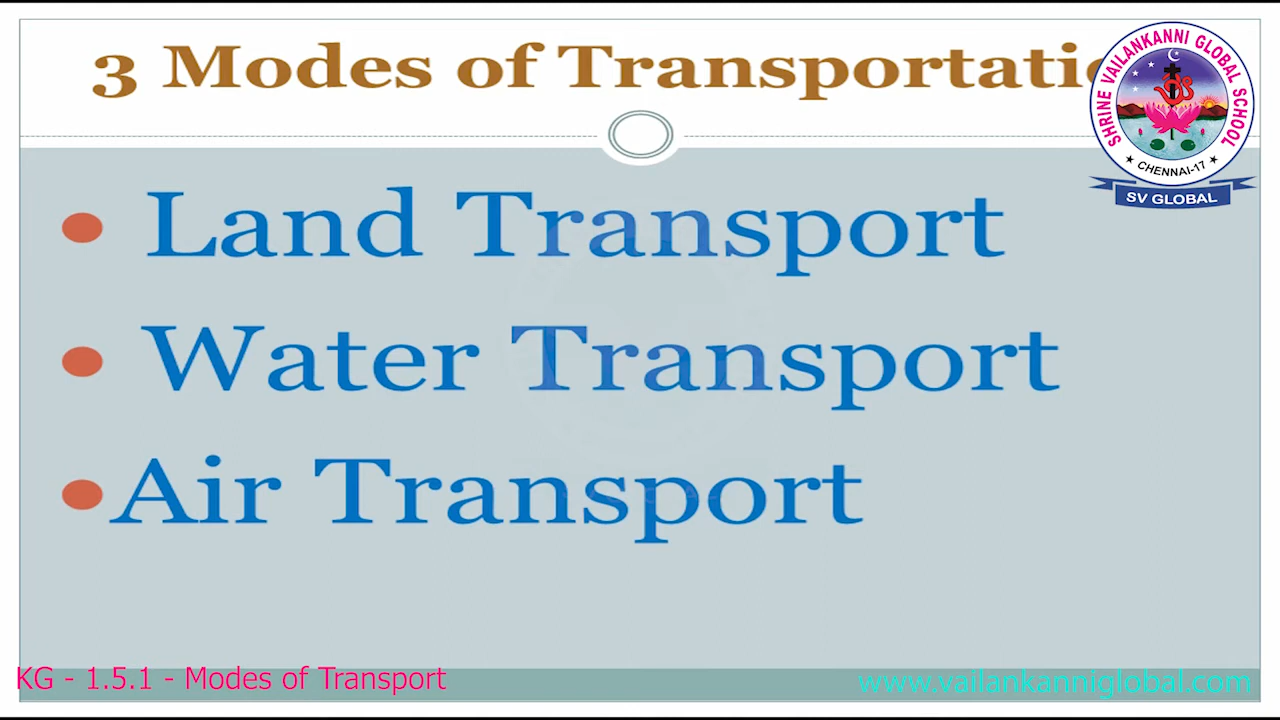 3 Modes of Transportatio
SHRINE VAILANKANNI GLOBAL SCHOOL
★ CHENNAI-17 ★
SV GLOBAL
• Land Transport
• Water Transport
• Air Transport
KG - 1.5.1 - Modes of Transport
www.vailankanniglobal.com